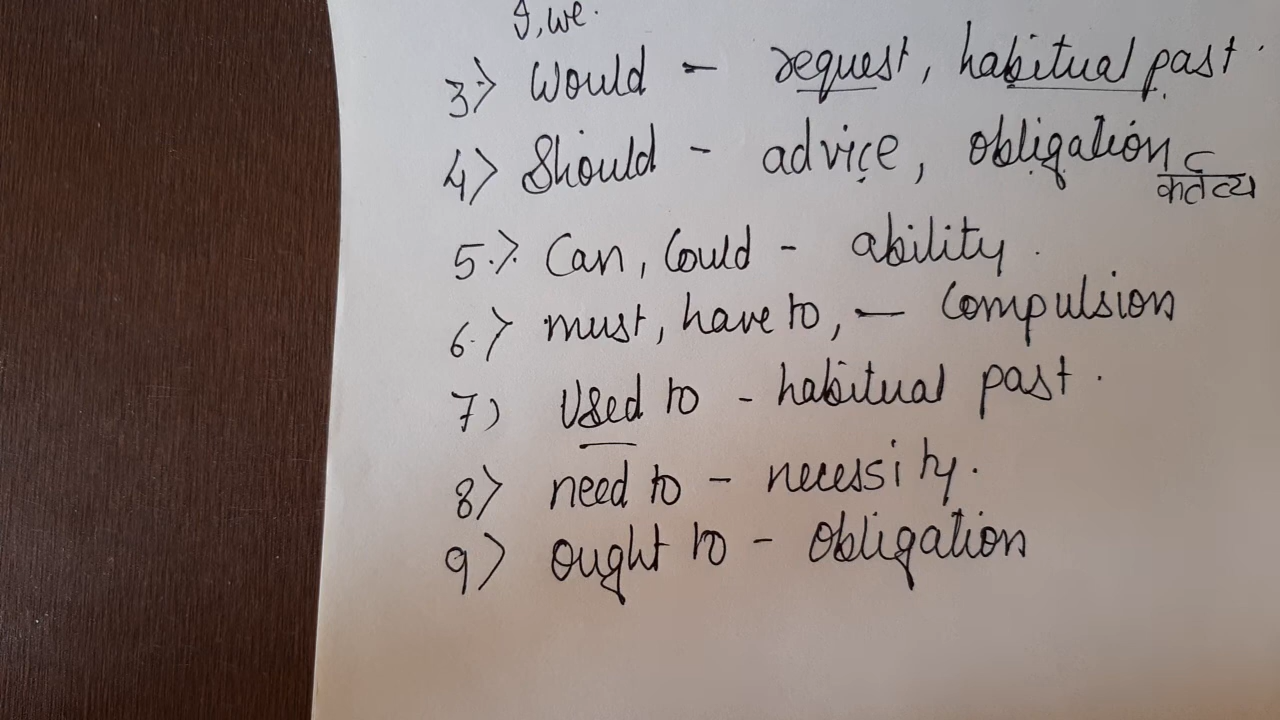 I, we.
3.> Would - request, habitual past.
4> Should - advice, obligation
कर्तव्य
5.> Can, Could - ability.
6.> must, have to, - Compulsion
7) Used to - habitual past.
8> need to - necessity.
9> ought to - Obligation